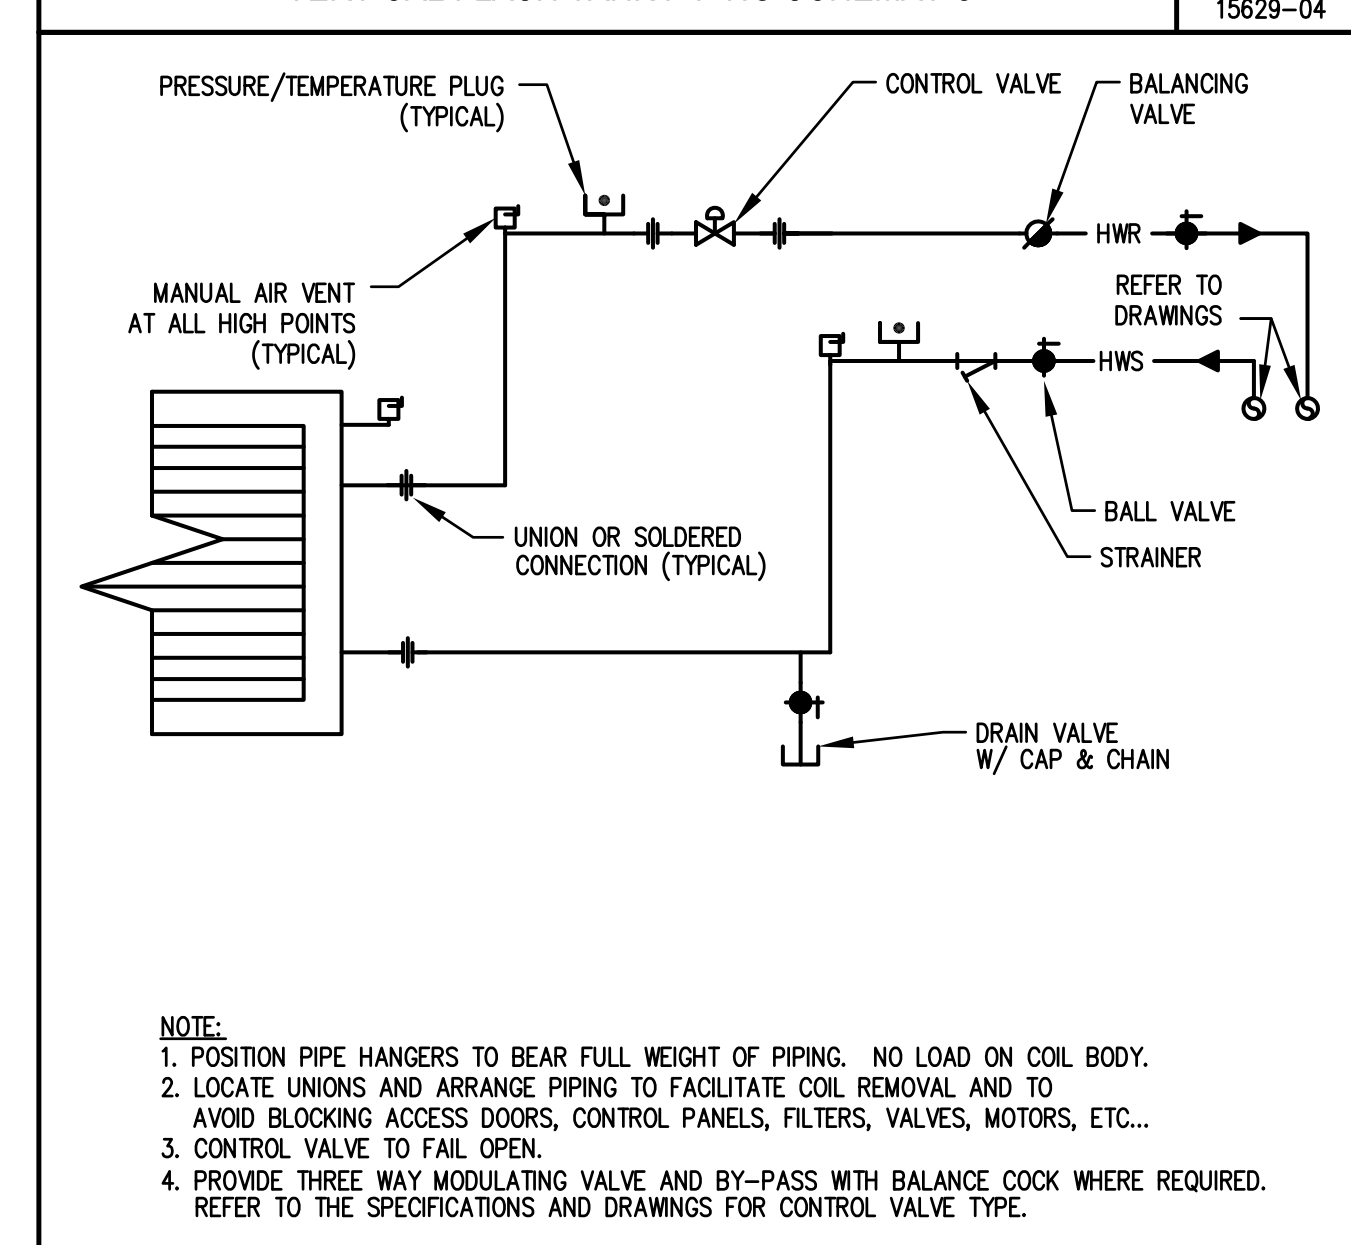 15629-04
PRESSURE/TEMPERATURE PLUG
(TYPICAL)
CONTROL VALVE
BALANCING
VALVE
HWR
MANUAL AIR VENT
AT ALL HIGH POINTS
(TYPICAL)
REFER TO
DRAWINGS
HWS
UNION OR SOLDERED
CONNECTION (TYPICAL)
BALL VALVE
STRAINER
DRAIN VALVE
W/ CAP & CHAIN
NOTE:
1. POSITION PIPE HANGERS TO BEAR FULL WEIGHT OF PIPING. NO LOAD ON COIL BODY.
2. LOCATE UNIONS AND ARRANGE PIPING TO FACILITATE COIL REMOVAL AND TO
AVOID BLOCKING ACCESS DOORS, CONTROL PANELS, FILTERS, VALVES, MOTORS, ETC...
3. CONTROL VALVE TO FAIL OPEN.
4. PROVIDE THREE WAY MODULATING VALVE AND BY-PASS WITH BALANCE COCK WHERE REQUIRED.
REFER TO THE SPECIFICATIONS AND DRAWINGS FOR CONTROL VALVE TYPE.